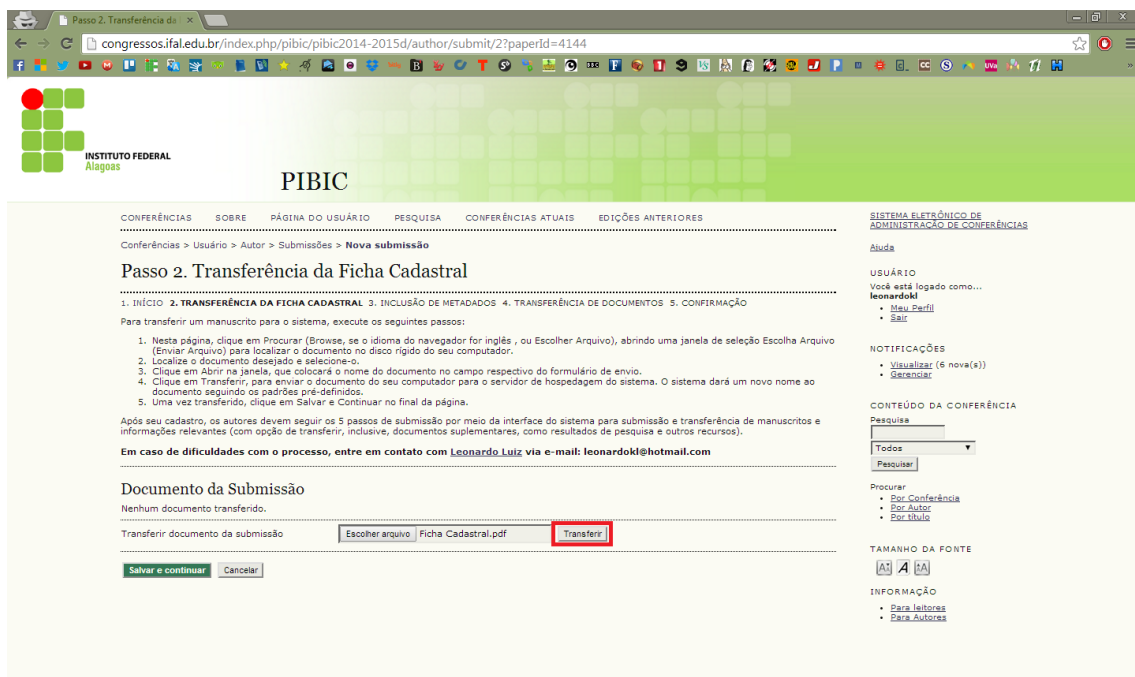 Passo 2. Transferência da
congressos.ifal.edu.br/index.php/pibic/pibic2014-2015d/author/submit/2?paperId=4144
INSTITUTO FEDERAL
Alagoas
PIBIC
CONFERÊNCIAS SOBRE PÁGINA DO USUÁRIO PESQUISA CONFERÊNCIAS ATUAIS EDIÇÕES ANTERIORES
Conferências > Usuário > Autor > Submissões > Nova submissão
Passo 2. Transferência da Ficha Cadastral
1. INÍCIO 2. TRANSFERÊNCIA DA FICHA CADASTRAL 3. INCLUSÃO DE METADADOS 4. TRANSFERÊNCIA DE DOCUMENTOS 5. CONFIRMAÇÃO
Para transferir um manuscrito para o sistema, execute os seguintes passos:
1. Nesta página, clique em Procurar (Browse, se o idioma do navegador for inglês , ou Escolher Arquivo), abrindo uma janela de seleção Escolha Arquivo
(Enviar Arquivo) para localizar o documento no disco rígido do seu computador.
2. Localize o documento desejado e selecione-o.
3. Clique em Abrir na janela, que colocará o nome do documento no campo respectivo do formulário de envio.
4. Clique em Transferir, para enviar o documento do seu computador para o servidor de hospedagem do sistema. O sistema dará um novo nome ao
documento seguindo os padrões pré-definidos.
5. Uma vez transferido, clique em Salvar e Continuar no final da página.
Após seu cadastro, os autores devem seguir os 5 passos de submissão por meio da interface do sistema para submissão e transferência de manuscritos e
informações relevantes (com opção de transferir, inclusive, documentos suplementares, como resultados de pesquisa e outros recursos).
Em caso de dificuldades com o processo, entre em contato com Leonardo Luiz via e-mail: leonardokl@hotmail.com
Documento da Submissão
Nenhum documento transferido.
Transferir documento da submissão Escolher arquivo Ficha Cadastral.pdf Transferir
Salvar e continuar Cancelar
SISTEMA ELETRÔNICO DE
ADMINISTRAÇÃO DE CONFERÊNCIAS
Ajuda
USUÁRIO
Você está logado como...
leonardokl
Meu Perfil
Sair
NOTIFICAÇÕES
Visualizar (6 nova(s))
Gerenciar
CONTEÚDO DA CONFERÊNCIA
Pesquisa
Todos
Pesquisar
Procurar
Por Conferência
Por Autor
Por título
TAMANHO DA FONTE
INFORMAÇÃO
Para leitores
Para Autores